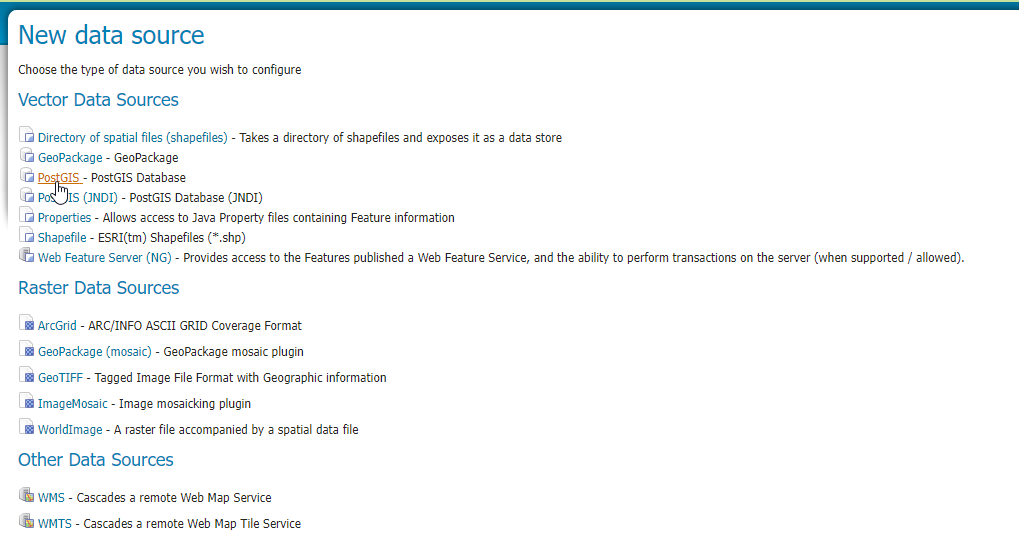 New data source
Choose the type of data source you wish to configure
Vector Data Sources
Directory of spatial files (shapefiles) - Takes a directory of shapefiles and exposes it as a data store
GeoPackage - GeoPackage
PostGIS - PostGIS Database
PostGIS (JNDI) - PostGIS Database (JNDI)
Properties - Allows access to Java Property files containing Feature information
Shapefile - ESRI(tm) Shapefiles (*.shp)
Web Feature Server (NG) - Provides access to the Features published a Web Feature Service, and the ability to perform transactions on the server (when supported / allowed).
Raster Data Sources
ArcGrid - ARC/INFO ASCII GRID Coverage Format
GeoPackage (mosaic) - GeoPackage mosaic plugin
GeoTIFF - Tagged Image File Format with Geographic information
ImageMosaic - Image mosaicking plugin
WorldImage - A raster file accompanied by a spatial data file
Other Data Sources
WMS - Cascades a remote Web Map Service
WMTS - Cascades a remote Web Map Tile Service